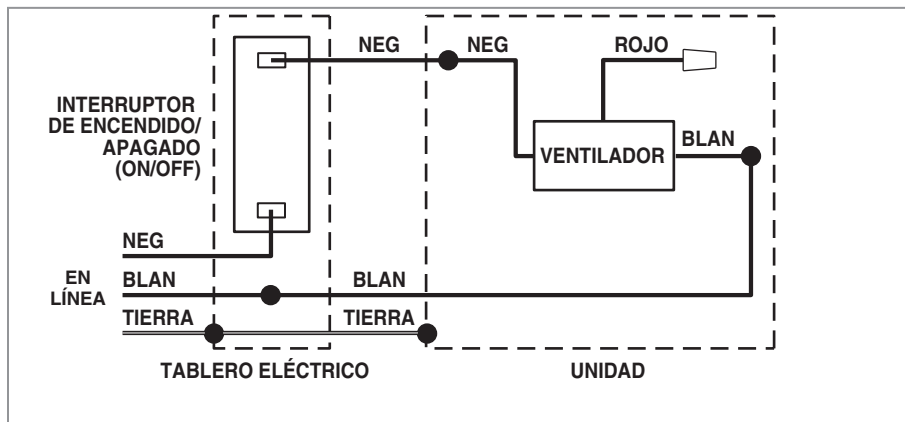 NEG
NEG
ROJO
INTERRUPTOR
DE ENCENDIDO/
APAGADO
(ON/OFF)
VENTILADOR
BLAN
NEG
EN
LÍNEA
BLAN
BLAN
TIERRA
TIERRA
TABLERO ELÉCTRICO
UNIDAD